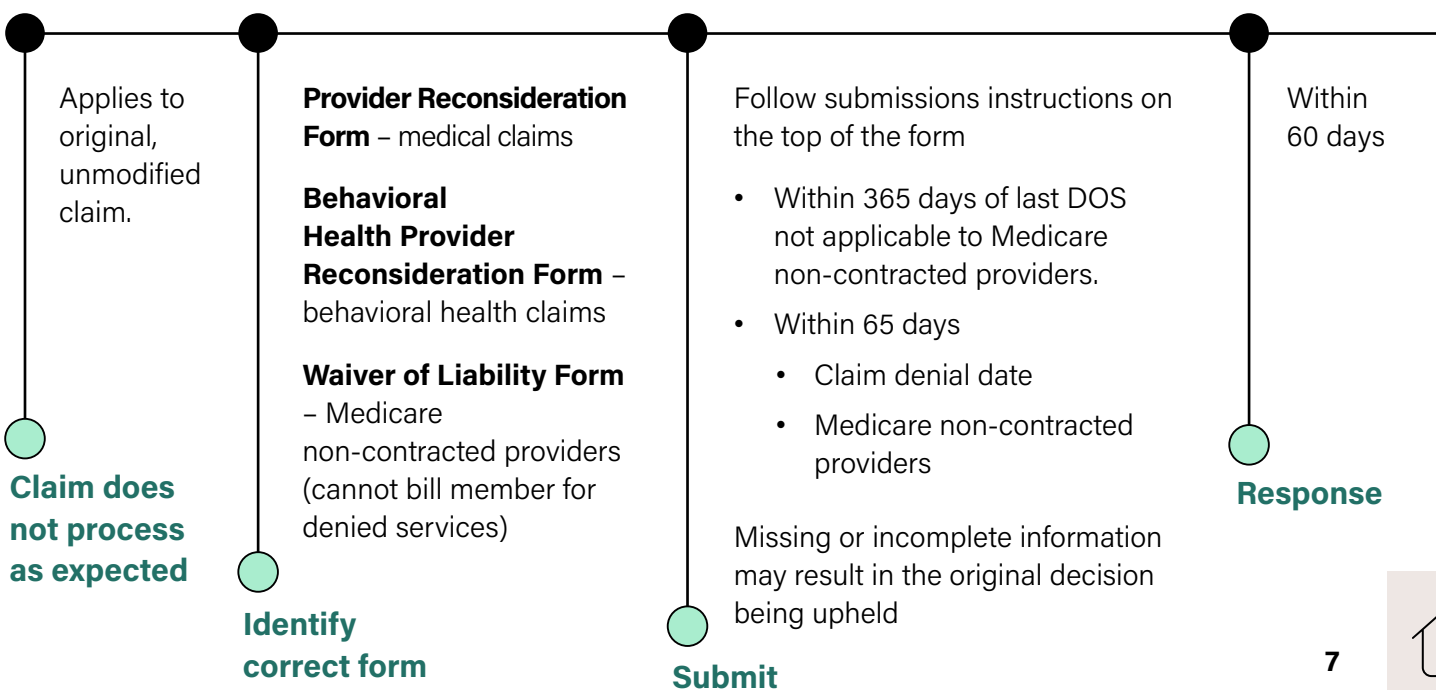 Applies to
original,
unmodified
claim.
Claim does
not process
as expected
Provider Reconsideration
Form – medical claims
Behavioral
Health Provider
Reconsideration Form –
behavioral health claims
Waiver of Liability Form
– Medicare
non-contracted providers
(cannot bill member for
denied services)
Identify
correct form
Follow submissions instructions on
the top of the form
• Within 365 days of last DOS
not applicable to Medicare
non-contracted providers.
• Within 65 days
• Claim denial date
• Medicare non-contracted
providers
Missing or incomplete information
may result in the original decision
being upheld
Submit
Within
60 days
Response
7